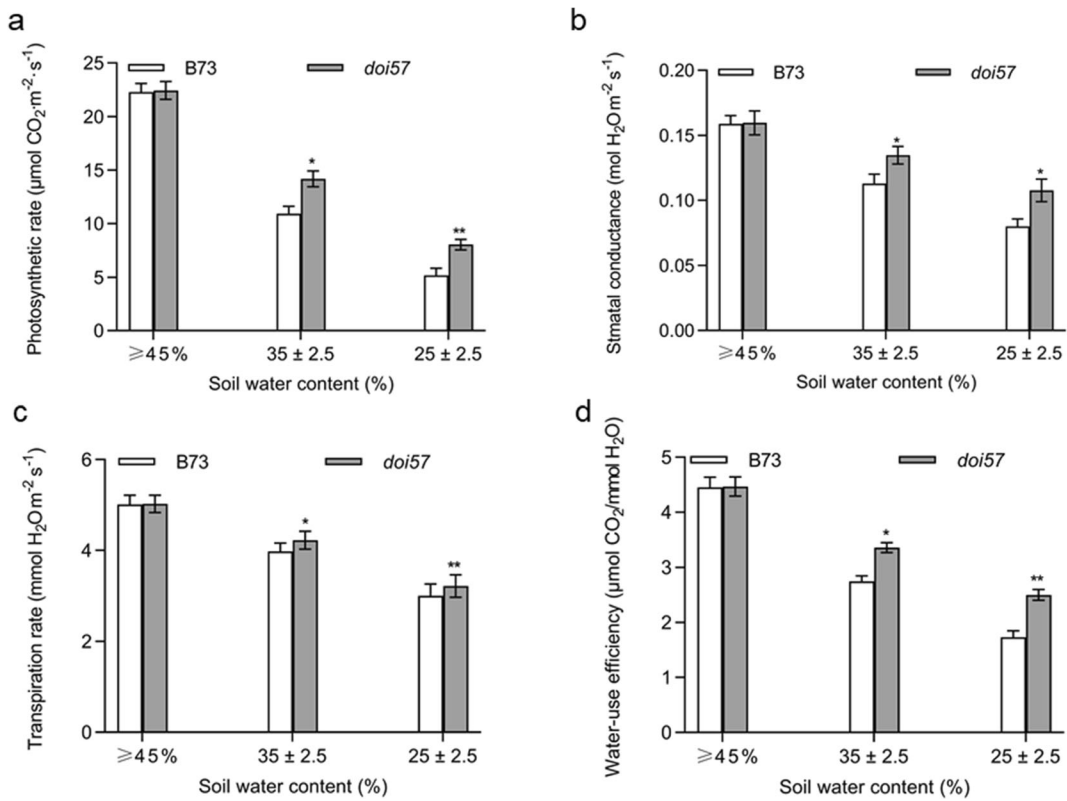 a
B73 doi57
Photosynthetic rate (μmol CO₂·m⁻²·s⁻¹)
25
20
15
10
5
0
*
**
≥45% 35 ± 2.5 25 ± 2.5
Soil water content (%)
b
B73 doi57
Stmatal conductance (mol H₂Om⁻² s⁻¹)
0.20
0.15
0.10
0.05
0.00
*
*
≥45% 35 ± 2.5 25 ± 2.5
Soil water content (%)
c
B73 doi57
Transpiration rate (mmol H₂Om⁻² s⁻¹)
6
4
2
0
*
**
≥45% 35 ± 2.5 25 ± 2.5
Soil water content (%)
d
B73 doi57
Water-use efficiency (μmol CO₂/mmol H₂O)
5
4
3
2
1
0
*
**
≥45% 35 ± 2.5 25 ± 2.5
Soil water content (%)